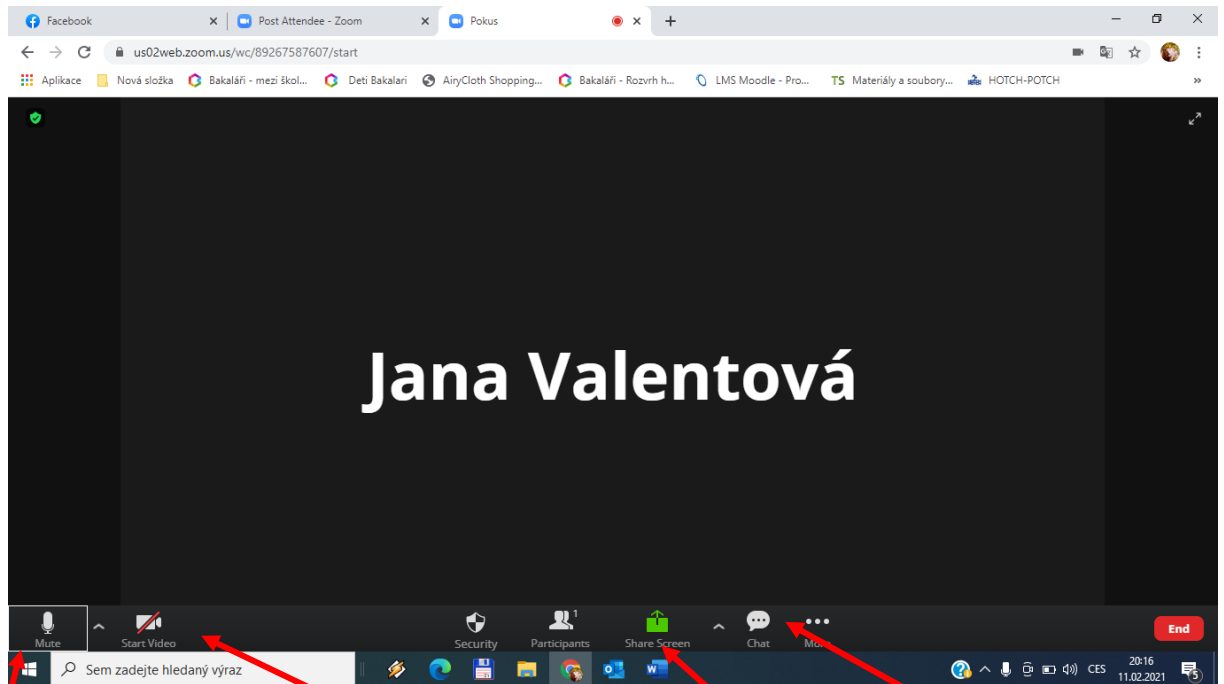 Facebook
Post Attendee - Zoom
Pokus
us02web.zoom.us/wc/89267587607/start
Aplikace
Nová složka
Bakaláři - mezi škol...
Deti Bakalari
AiryCloth Shopping...
Bakaláři - Rozvrh h...
LMS Moodle - Pro...
TS Materiály a soubory...
HOTCH-POTCH
»
Jana Valentová
Mute
Start Video
Security
Participants
1
Share Screen
Chat
More
End
Sem zadejte hledaný výraz
CES
20:16
11.02.2021
5